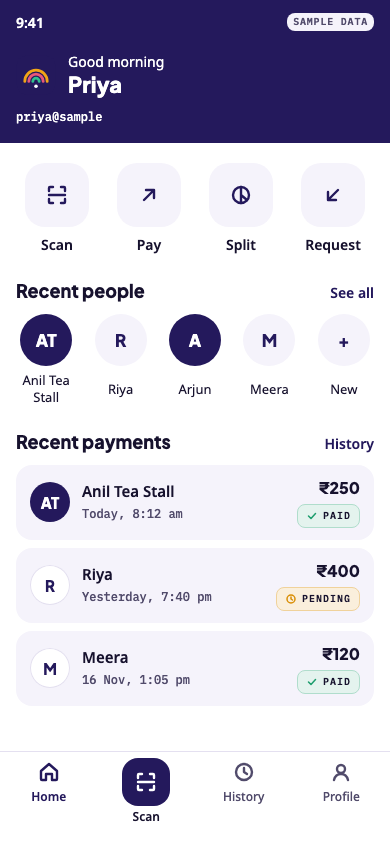 9:41
SAMPLE DATA
Good morning
Priya
priya@sample
Scan
Pay
Split
Request
Recent people
See all
AT
R
A
M
+
Anil Tea
Stall
Riya
Arjun
Meera
New
Recent payments
History
AT
Anil Tea Stall
₹250
Today, 8:12 am
PAID
R
Riya
₹400
Yesterday, 7:40 pm
PENDING
M
Meera
₹120
16 Nov, 1:05 pm
PAID
Home
Scan
History
Profile